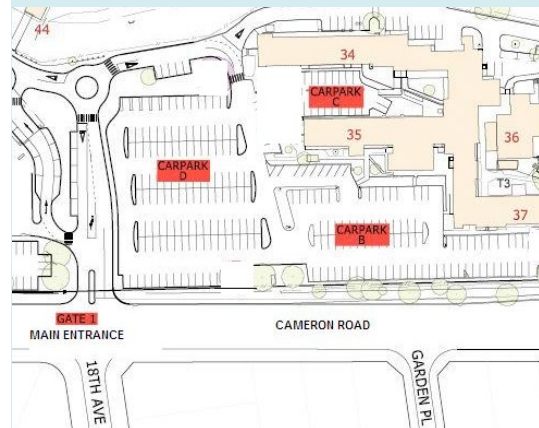 44
34
CARPARK
C
35
36
CARPARK
D
T3
37
CARPARK
B
GATE 1
MAIN ENTRANCE
CAMERON ROAD
18TH AVE
GARDEN PL